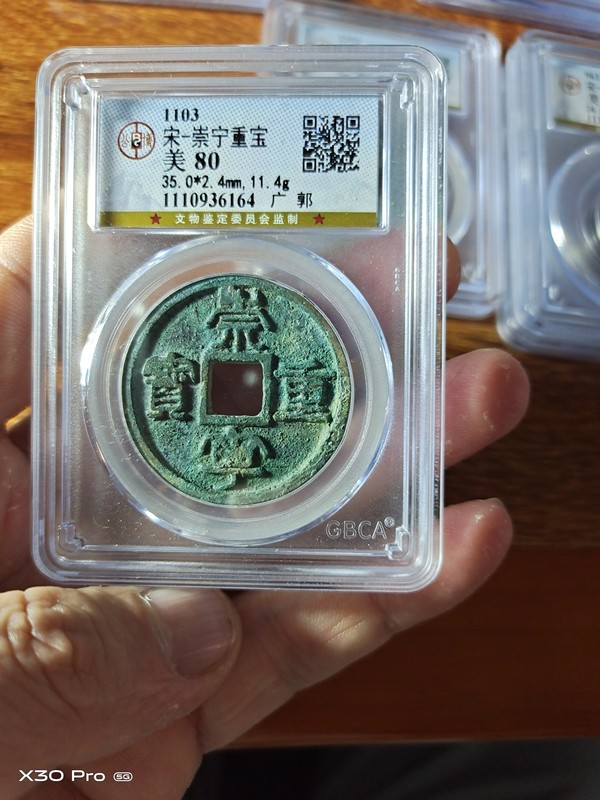 1103
宋-崇宁重宝
美 80
35.0*2.4mm,11.4g
1110936164 广 郭
★ 文物鉴定委员会监制 ★
崇
寶 重
寧
GBCA®
X30 Pro 5G